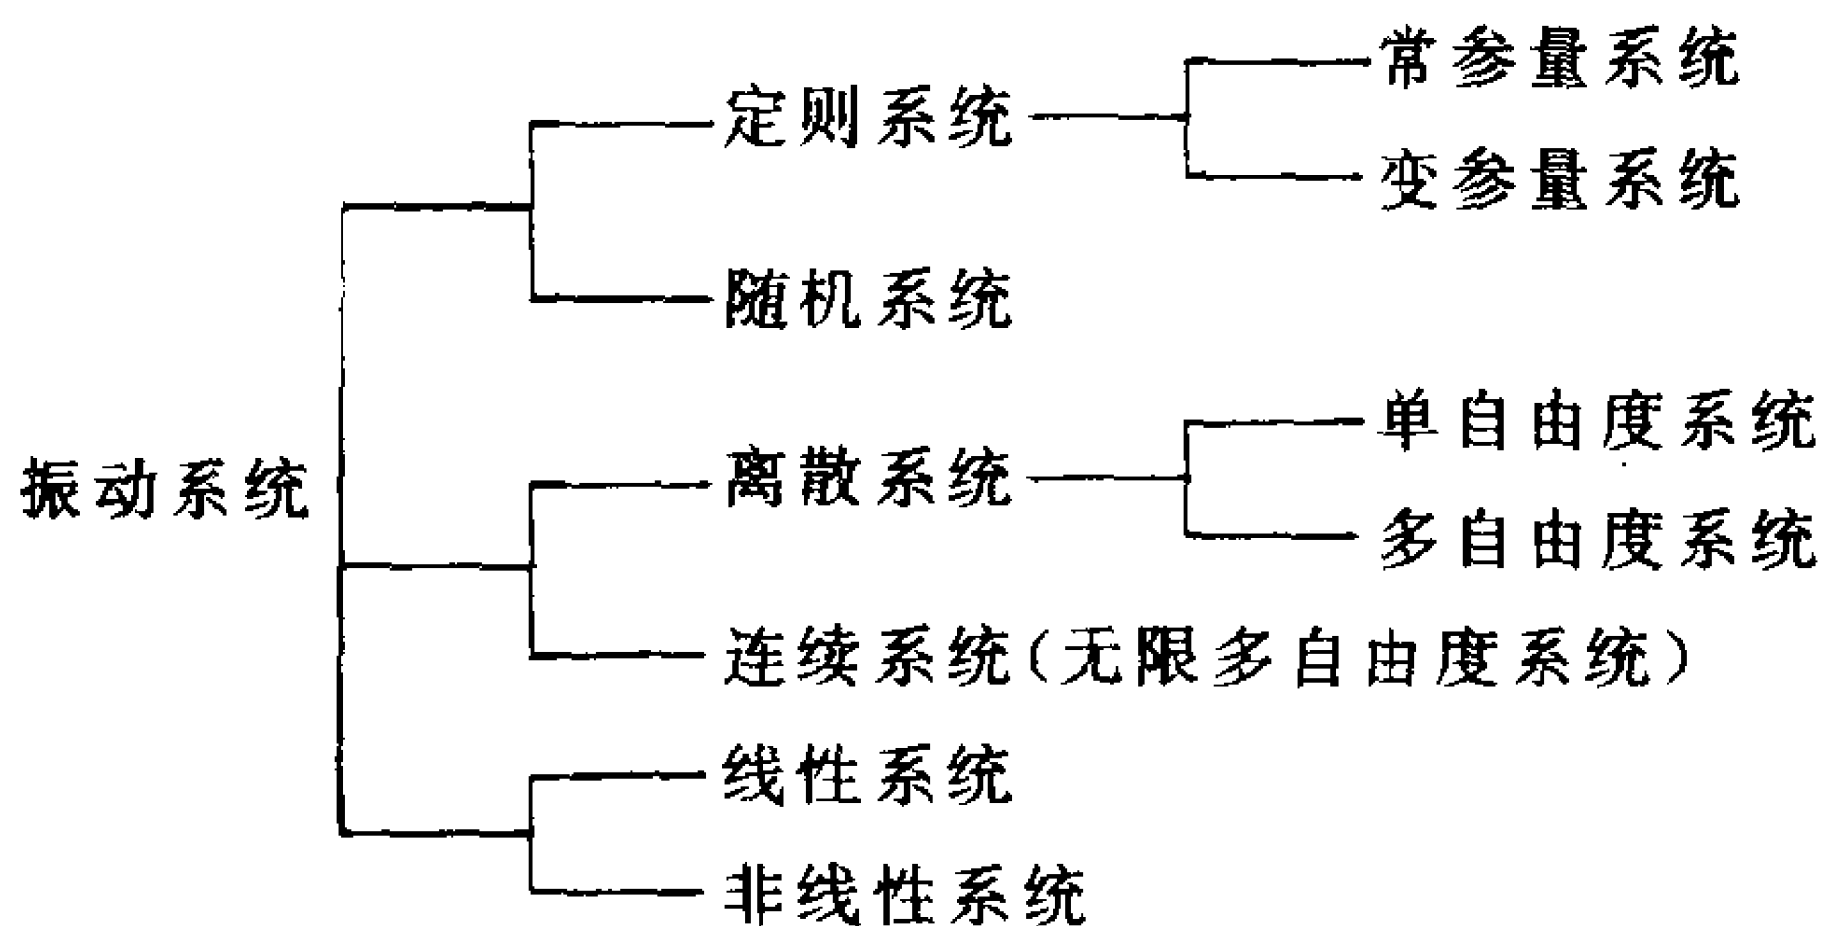 常参量系统
定则系统
变参量系统
随机系统
单自由度系统
振动系统
离散系统
多自由度系统
连续系统(无限多自由度系统)
线性系统
非线性系统